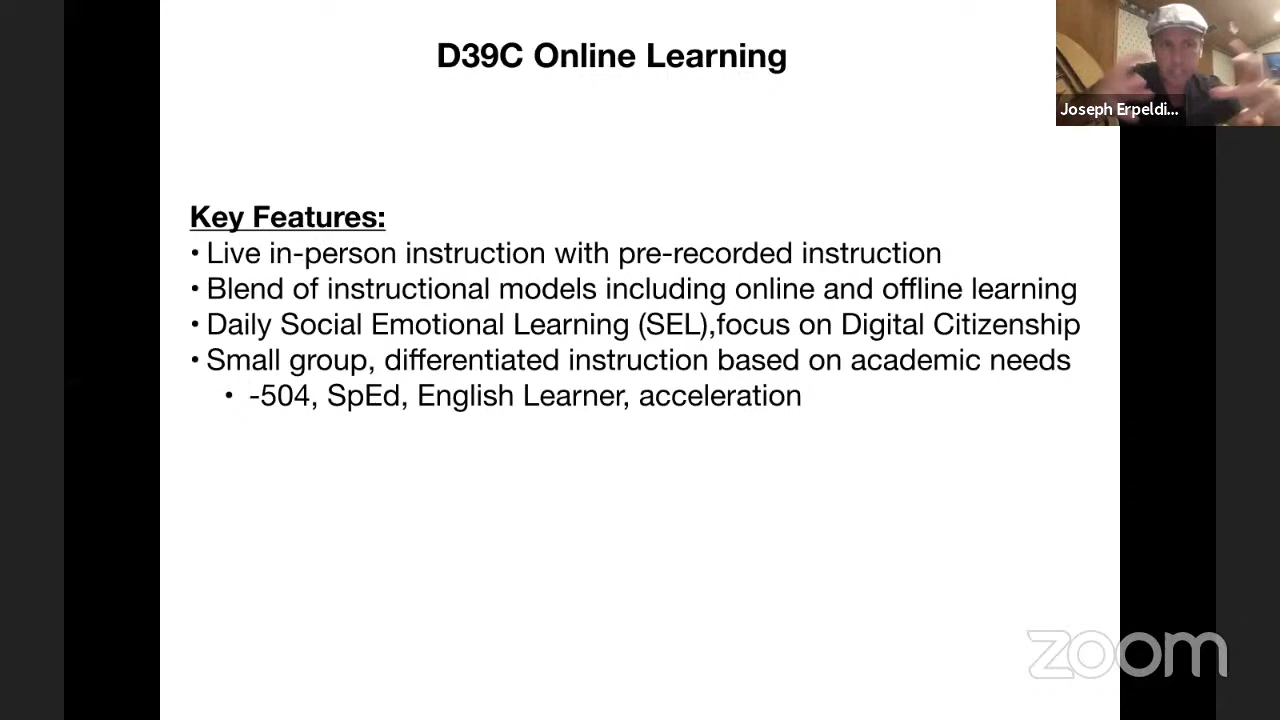 D39C Online Learning
Joseph Erpeldi...
Key Features:
• Live in-person instruction with pre-recorded instruction
• Blend of instructional models including online and offline learning
• Daily Social Emotional Learning (SEL),focus on Digital Citizenship
• Small group, differentiated instruction based on academic needs
• -504, SpEd, English Learner, acceleration
zoom